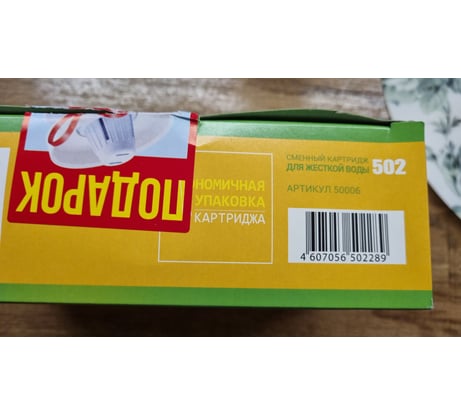 ПОДАРОК
НОМИЧНАЯ
УПАКОВКА
КАРТРИДЖА
СМЕННЫЙ КАРТРИДЖ
ДЛЯ ЖЕСТКОЙ ВОДЫ 502
АРТИКУЛ 50006
4 607056 502289